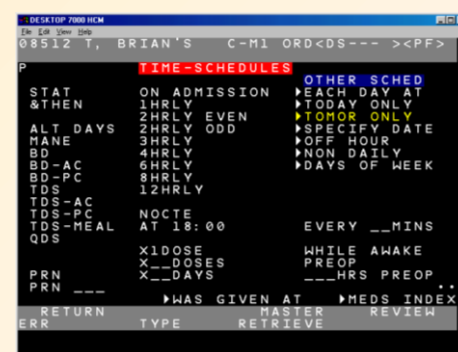 DESKTOP 7000 HCM
File Edit View Help
08512 T, BRIAN'S C-M1 ORD<DS--- ><PF>
P TIME-SCHEDULES
OTHER SCHED
STAT ON ADMISSION ▶EACH DAY AT
&THEN 1HRLY ▶TODAY ONLY
2HRLY EVEN ▶TOMOR ONLY
ALT DAYS 2HRLY ODD ▶SPECIFY DATE
MANE 3HRLY ▶OFF HOUR
BD 4HRLY ▶NON DAILY
BD-AC 6HRLY ▶DAYS OF WEEK
BD-PC 8HRLY
TDS 12HRLY
TDS-AC
TDS-PC NOCTE
TDS-MEAL AT 18:00 EVERY __MINS
QDS
X1DOSE WHILE AWAKE
X__DOSES PREOP
PRN X__DAYS ___HRS PREOP
PRN ___ ..
▶WAS GIVEN AT ▶MEDS INDEX
RETURN MASTER REVIEW
ERR TYPE RETRIEVE